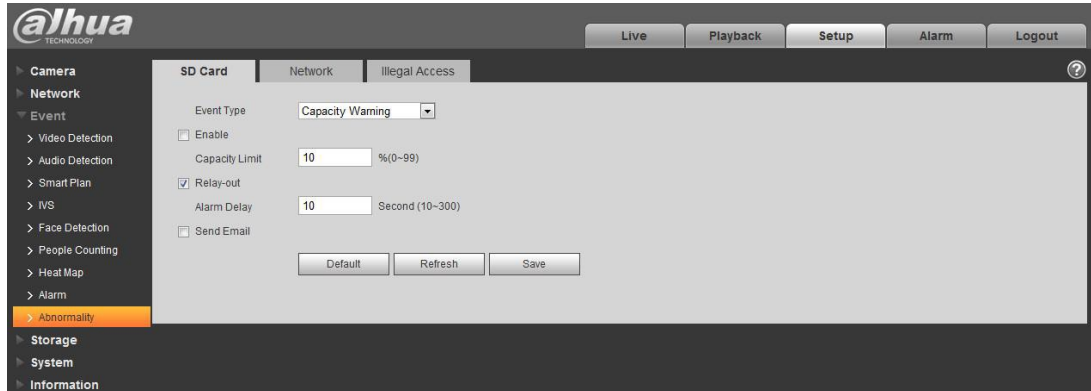 alhua
TECHNOLOGY
Live Playback Setup Alarm Logout
Camera
Network
Event
Video Detection
Audio Detection
Smart Plan
IVS
Face Detection
People Counting
Heat Map
Alarm
Abnormality
Storage
System
Information
SD Card Network Illegal Access
?
Event Type Capacity Warning
Enable
Capacity Limit 10 %(0~99)
Relay-out
Alarm Delay 10 Second (10~300)
Send Email
Default Refresh Save